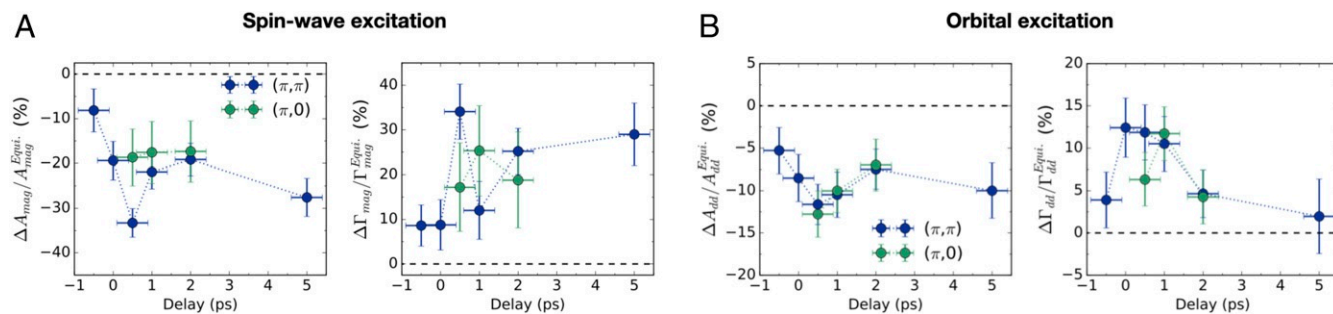 A
Spin-wave excitation
ΔA_mag/A_mag^Equi. (%)
0
−10
−20
−30
−40
(π,π)
(π,0)
−1 0 1 2 3 4 5
Delay (ps)
ΔΓ_mag/Γ_mag^Equi. (%)
40
30
20
10
0
−1 0 1 2 3 4 5
Delay (ps)
B
Orbital excitation
ΔA_dd/A_dd^Equi. (%)
5
0
−5
−10
−15
−20
(π,π)
(π,0)
−1 0 1 2 3 4 5
Delay (ps)
ΔΓ_dd/Γ_dd^Equi. (%)
20
15
10
5
0
−5
−1 0 1 2 3 4 5
Delay (ps)